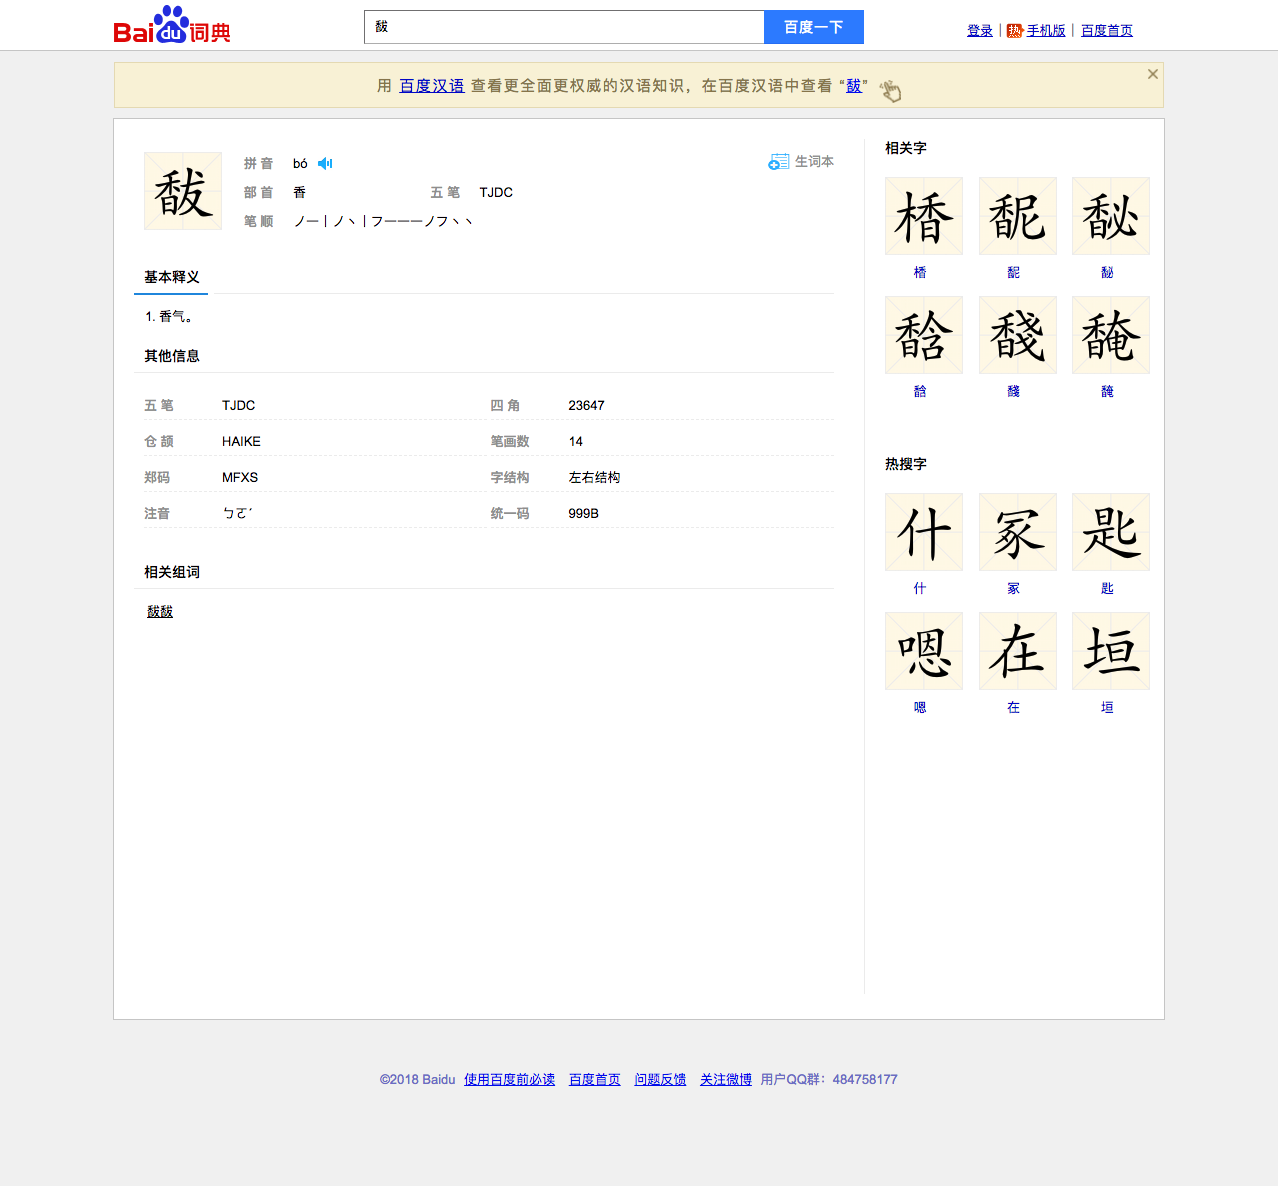 Baidu词典
馛
百度一下
登录 | 热 手机版 | 百度首页
用 百度汉语 查看更全面更权威的汉语知识，在百度汉语中查看 “馛”
馛
拼 音 bó
生词本
部 首 香 五 笔 TJDC
笔 顺 ノ一丨ノ丶丨フ一一一ノフ丶丶
基本释义
1. 香气。
其他信息
五 笔 TJDC 四 角 23647
仓 颉 HAIKE 笔画数 14
郑码 MFXS 字结构 左右结构
注音 ㄅㄛˊ 统一码 999B
相关组词
馛馛
相关字
馝
馝
馣
馣
热搜字
什 冢 匙
什 冢 匙
嗯 在 垣
嗯 在 垣
©2018 Baidu 使用百度前必读 百度首页 问题反馈 关注微博 用户QQ群：484758177